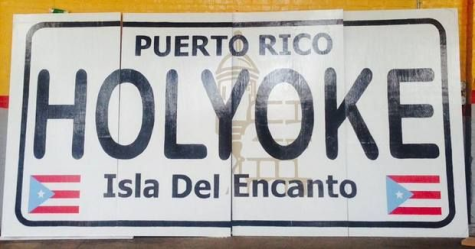 PUERTO RICO
HOLYOKE
Isla Del Encanto